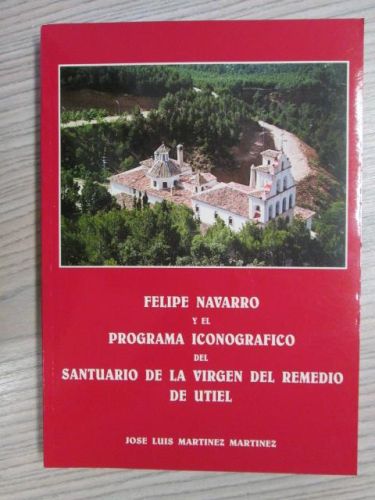 FELIPE NAVARRO
Y EL
PROGRAMA ICONOGRAFICO
DEL
SANTUARIO DE LA VIRGEN DEL REMEDIO
DE UTIEL
JOSE LUIS MARTINEZ MARTINEZ